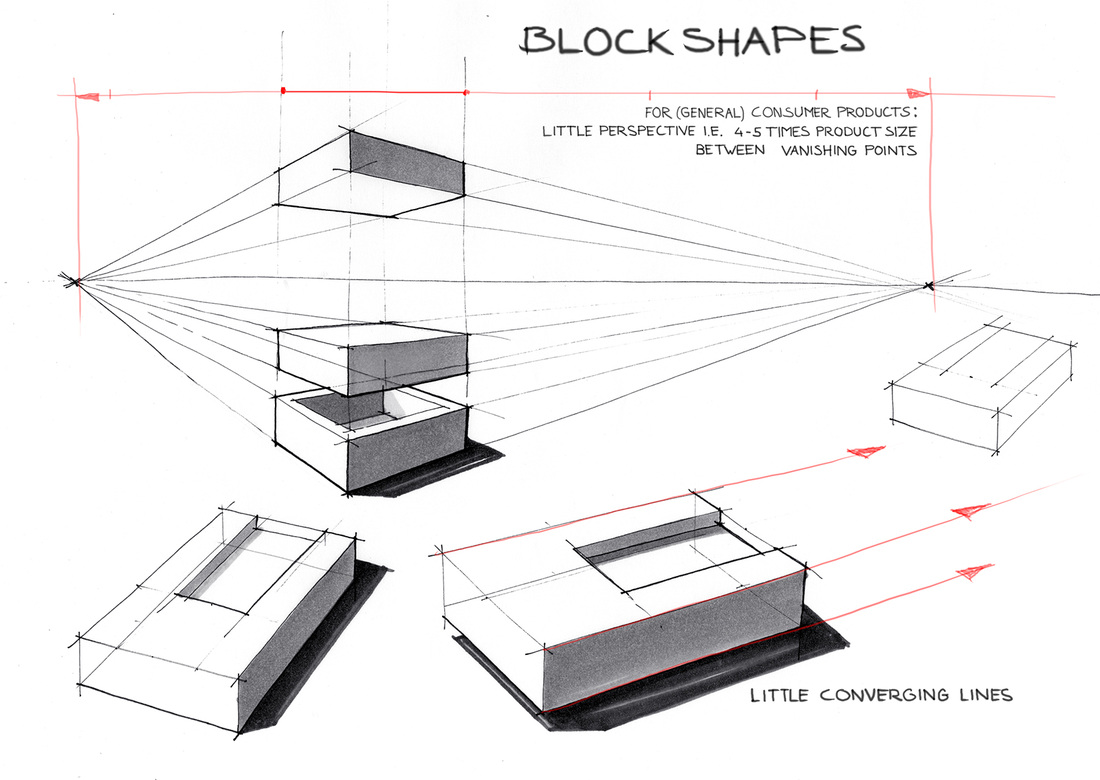 BLOCK SHAPES
FOR (GENERAL) CONSUMER PRODUCTS:
LITTLE PERSPECTIVE I.E. 4-5 TIMES PRODUCT SIZE
BETWEEN VANISHING POINTS
LITTLE CONVERGING LINES